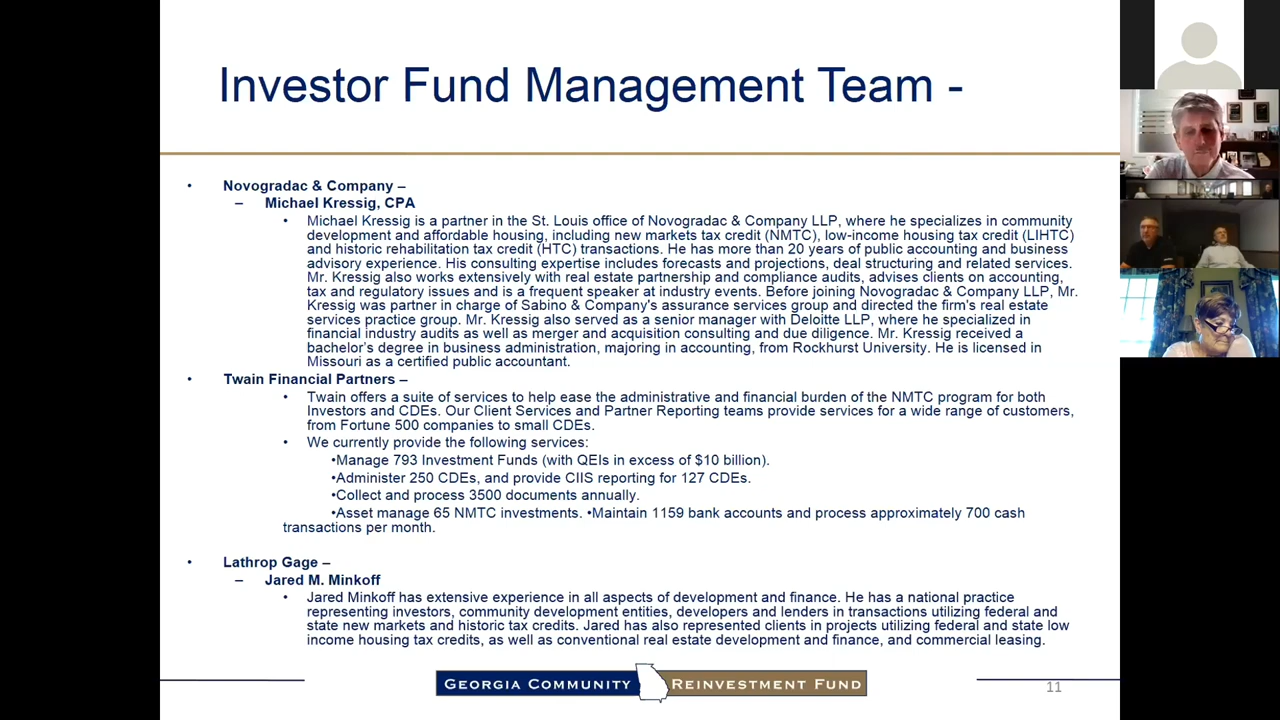 Investor Fund Management Team -
• Novogradac & Company –
– Michael Kressig, CPA
• Michael Kressig is a partner in the St. Louis office of Novogradac & Company LLP, where he specializes in community
development and affordable housing, including new markets tax credit (NMTC), low-income housing tax credit (LIHTC)
and historic rehabilitation tax credit (HTC) transactions. He has more than 20 years of public accounting and business
advisory experience. His consulting expertise includes forecasts and projections, deal structuring and related services.
Mr. Kressig also works extensively with real estate partnership and compliance audits, advises clients on accounting,
tax and regulatory issues and is a frequent speaker at industry events. Before joining Novogradac & Company LLP, Mr.
Kressig was partner in charge of Sabino & Company's assurance services group and directed the firm's real estate
services practice group. Mr. Kressig also served as a senior manager with Deloitte LLP, where he specialized in
financial industry audits as well as merger and acquisition consulting and due diligence. Mr. Kressig received a
bachelor's degree in business administration, majoring in accounting, from Rockhurst University. He is licensed in
Missouri as a certified public accountant.
• Twain Financial Partners –
• Twain offers a suite of services to help ease the administrative and financial burden of the NMTC program for both
Investors and CDEs. Our Client Services and Partner Reporting teams provide services for a wide range of customers,
from Fortune 500 companies to small CDEs.
• We currently provide the following services:
•Manage 793 Investment Funds (with QEIs in excess of $10 billion).
•Administer 250 CDEs, and provide CIIS reporting for 127 CDEs.
•Collect and process 3500 documents annually.
•Asset manage 65 NMTC investments. •Maintain 1159 bank accounts and process approximately 700 cash
transactions per month.
• Lathrop Gage –
– Jared M. Minkoff
• Jared Minkoff has extensive experience in all aspects of development and finance. He has a national practice
representing investors, community development entities, developers and lenders in transactions utilizing federal and
state new markets and historic tax credits. Jared has also represented clients in projects utilizing federal and state low
income housing tax credits, as well as conventional real estate development and finance, and commercial leasing.
GEORGIA COMMUNITY REINVESTMENT FUND
11